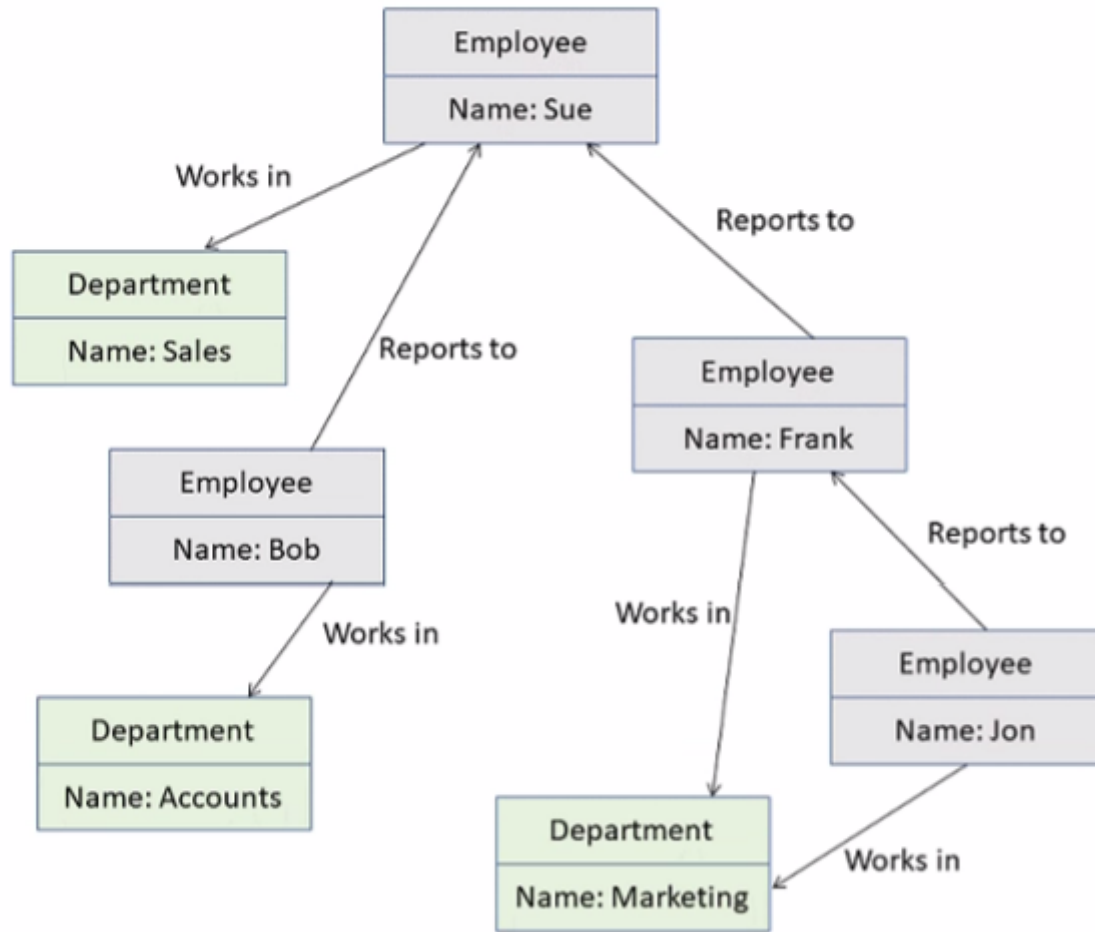 Employee
Name: Sue
Works in
Reports to
Department
Name: Sales
Reports to
Employee
Name: Frank
Employee
Name: Bob
Reports to
Works in
Works in
Employee
Name: Jon
Department
Name: Accounts
Department
Name: Marketing
Works in